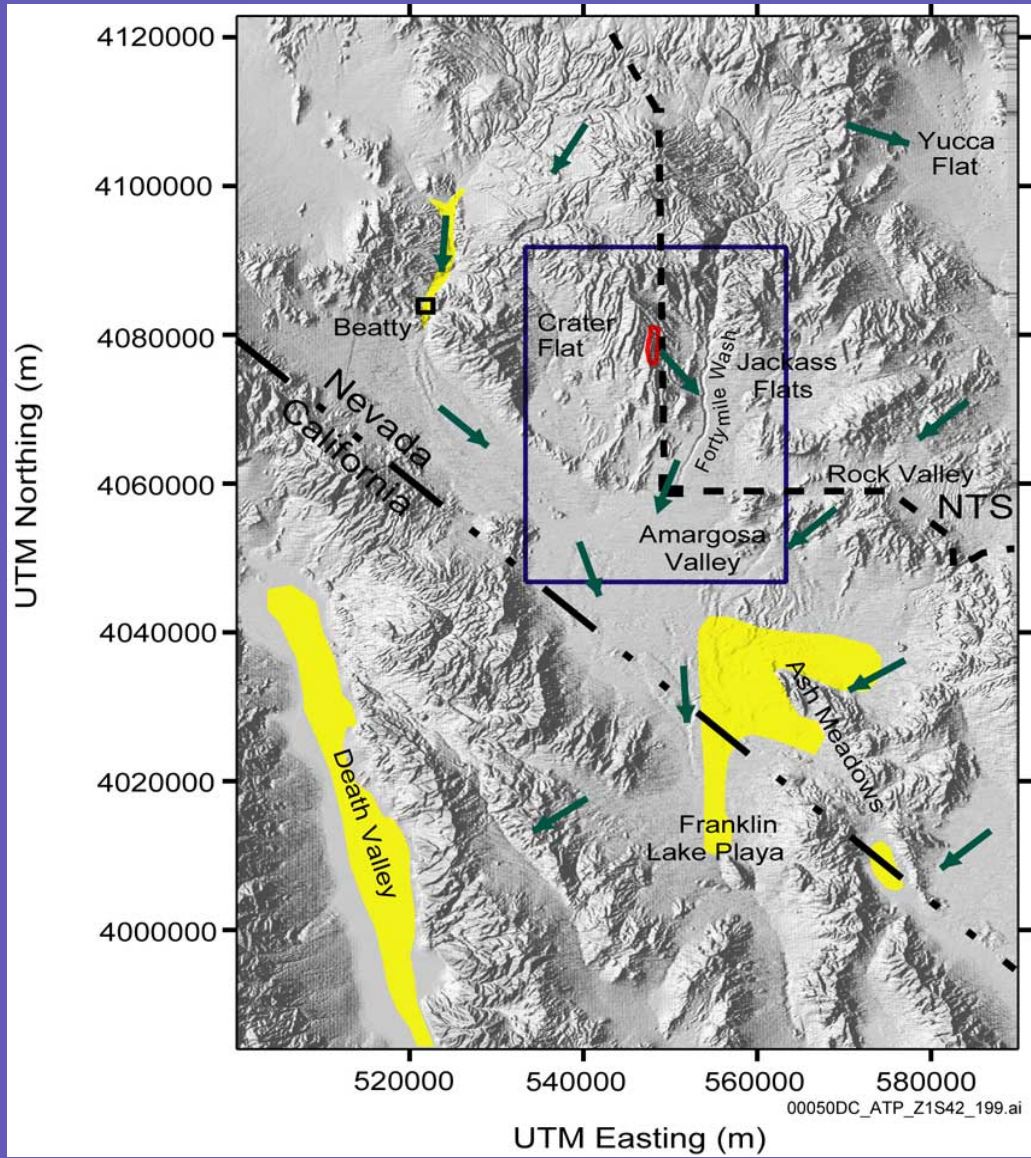 4120000
4100000
4080000
4060000
4040000
4020000
4000000
UTM Northing (m)
Yucca
Flat
Beatty
Crater
Flat
Fortymile Wash
Jackass
Flats
Nevada
California
Rock Valley
NTS
Amargosa
Valley
Ash Meadows
Death Valley
Franklin
Lake Playa
520000
540000
560000
580000
00050DC_ATP_Z1S42_199.ai
UTM Easting (m)